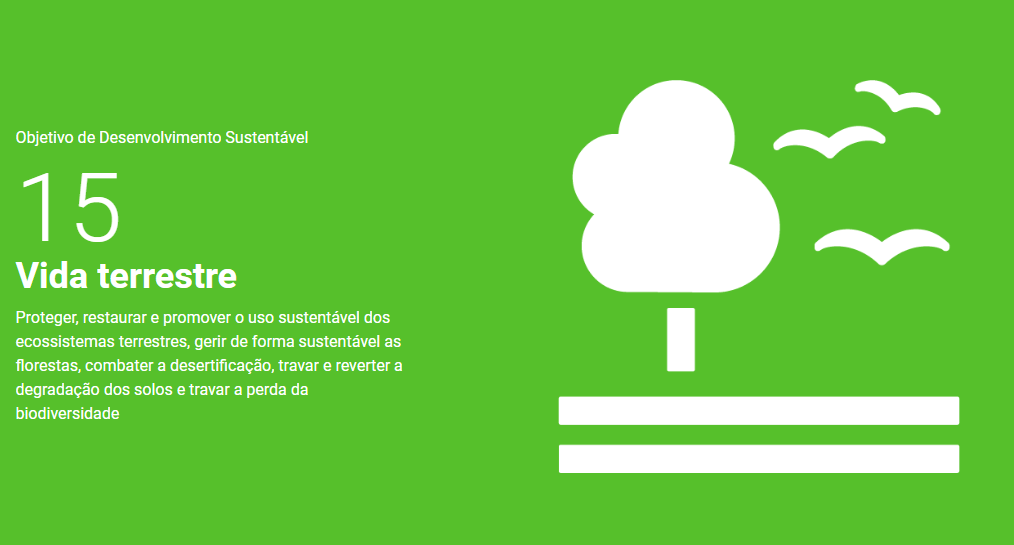 Objetivo de Desenvolvimento Sustentável
15
Vida terrestre
Proteger, restaurar e promover o uso sustentável dos
ecossistemas terrestres, gerir de forma sustentável as
florestas, combater a desertificação, travar e reverter a
degradação dos solos e travar a perda da
biodiversidade